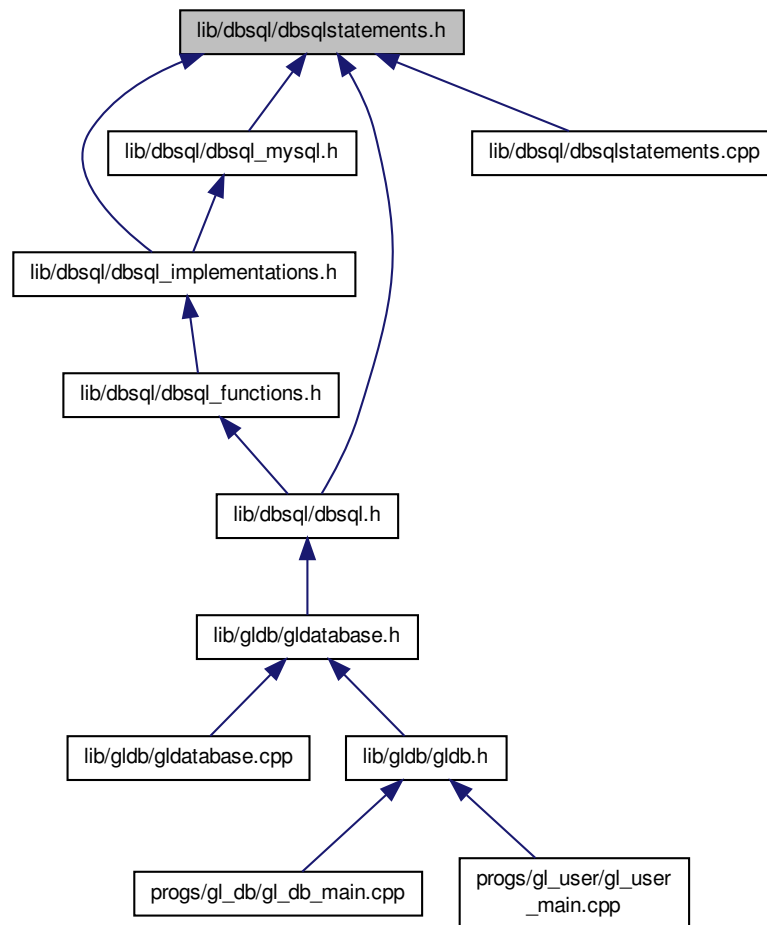 lib/dbsql/dbsqlstatements.h
lib/dbsql/dbsql_mysql.h
lib/dbsql/dbsqlstatements.cpp
lib/dbsql/dbsql_implementations.h
lib/dbsql/dbsql_functions.h
lib/dbsql/dbsql.h
lib/gldb/gldatabase.h
lib/gldb/gldatabase.cpp
lib/gldb/gldb.h
progs/gl_db/gl_db_main.cpp
progs/gl_user/gl_user
_main.cpp